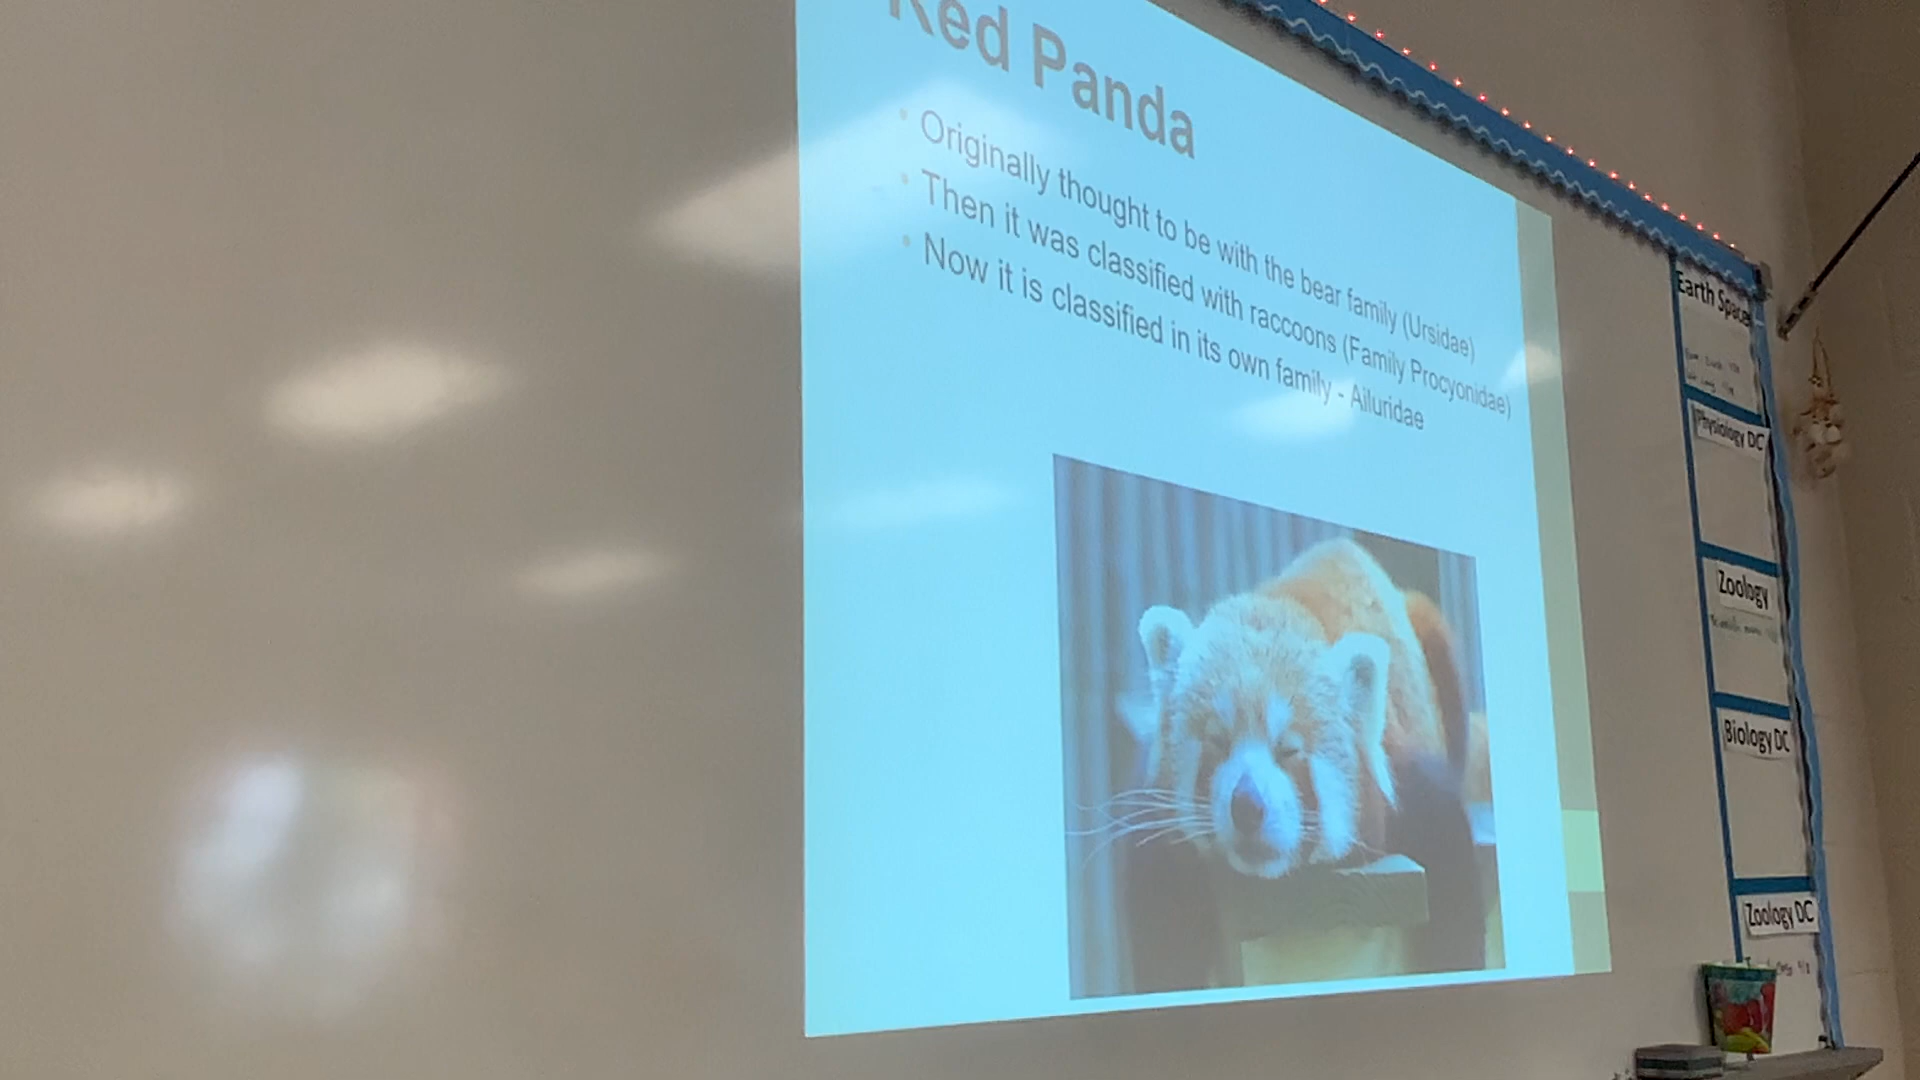 Red Panda
• Originally thought to be with the bear family (Ursidae)
• Then it was classified with raccoons (Family Procyonidae)
• Now it is classified in its own family - Ailuridae
Earth Space
Physiology DC
Zoology
Biology DC
Zoology DC